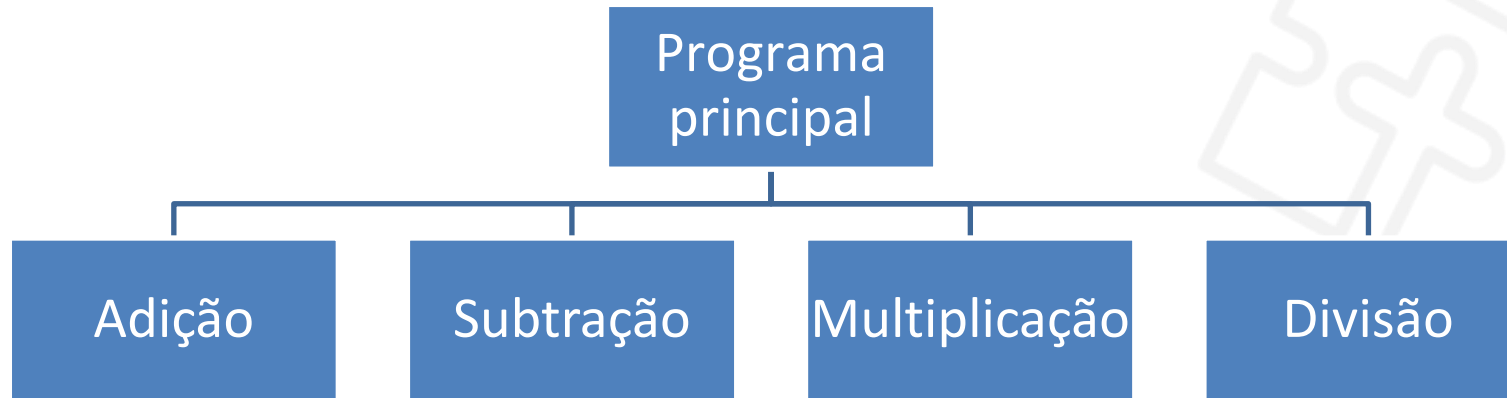 Programa
principal
Adição
Subtração
Multiplicação
Divisão